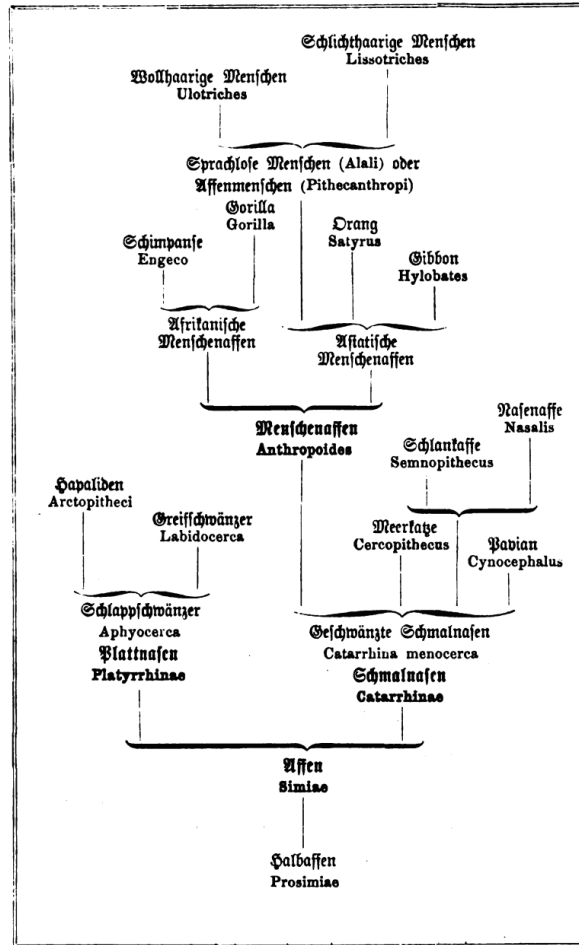 Schlichthaarige Menschen
Lissotriches
Wollhaarige Menschen
Ulotriches
Sprachlose Menschen (Alali) oder
Affenmenschen (Pithecanthropi)
Gorilla
Gorilla
Schimpanse
Engeco
Orang
Satyrus
Gibbon
Hylobates
Afrikanische
Menschenaffen
Asiatische
Menschenaffen
Menschenaffen
Anthropoides
Nasenaffe
Nasalis
Schlankaffe
Semnopithecus
Hapaliden
Arctopitheci
Greifschwänzer
Labidocerca
Meerkatze
Cercopithecus
Pavian
Cynocephalus
Schlappschwänzer
Aphyocerca
Plattnasen
Platyrrhinae
Geschwänzte Schmalnasen
Catarrhina menocerca
Schmalnasen
Catarrhinae
Affen
Simiae
Halbaffen
Prosimiae